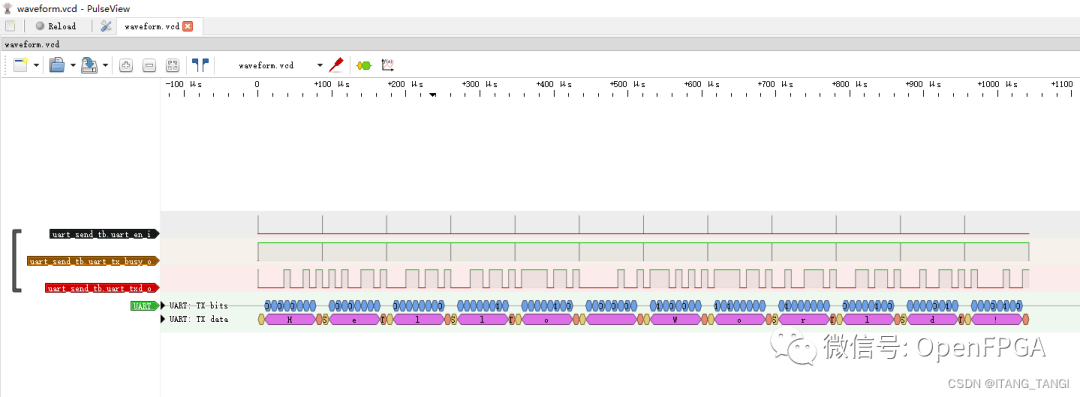 waveform.vcd - PulseView
Reload
waveform.vcd
waveform.vcd
waveform.vcd
-100 μs 0 +100 μs +200 μs +300 μs +400 μs +500 μs +600 μs +700 μs +800 μs +900 μs +1000 μs +1100
uart_send_tb.uart_en_i
uart_send_tb.uart_tx_busy_o
uart_send_tb.uart_txd_o
UART UART: TX bits
UART: TX data H S e T l S l T o W o S r T l S d T !
微信号: OpenFPGA
CSDN @ITANG_TANGI